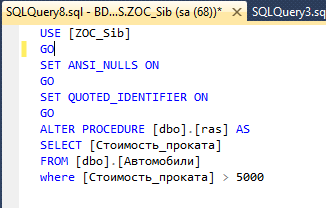 SQLQuery8.sql - BD...S.ZOC_Sib (sa (68))* × SQLQuery3.sq
USE [ZOC_Sib]
GO
SET ANSI_NULLS ON
GO
SET QUOTED_IDENTIFIER ON
GO
ALTER PROCEDURE [dbo].[ras] AS
SELECT [Стоимость_проката]
FROM [dbo].[Автомобили]
where [Стоимость_проката] > 5000